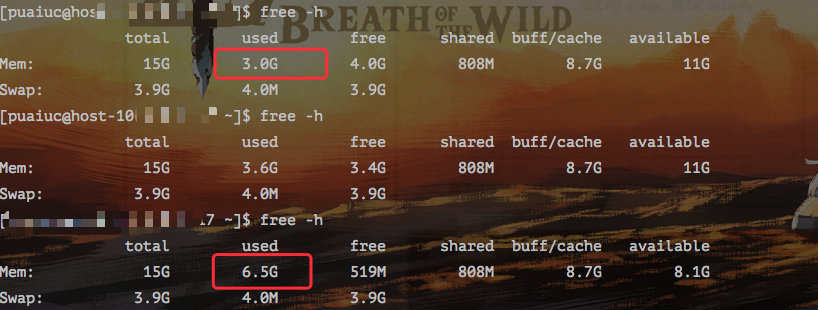 [puaiuc@hos ~]$ free -h
BREATH OF THE WILD
total used free shared buff/cache available
Mem: 15G 3.0G 4.0G 808M 8.7G 11G
Swap: 3.9G 4.0M 3.9G
[puaiuc@host-10 ~]$ free -h
total used free shared buff/cache available
Mem: 15G 3.6G 3.4G 808M 8.7G 11G
Swap: 3.9G 4.0M 3.9G
[ 17 ~]$ free -h
total used free shared buff/cache available
Mem: 15G 6.5G 519M 808M 8.7G 8.1G
Swap: 3.9G 4.0M 3.9G